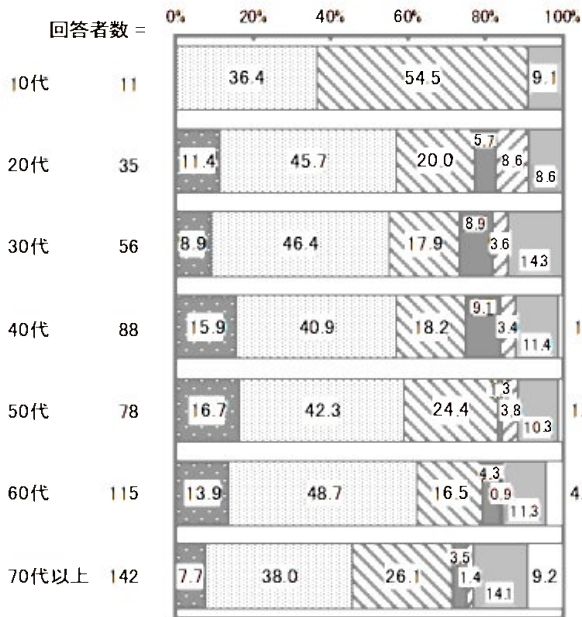 0% 20% 40% 60% 80% 100%
回答者数 =
10代 11 36.4 54.5 9.1
20代 35 11.4 45.7 20.0 5.7 8.6 8.6
30代 56 8.9 46.4 17.9 8.9 3.6 14.3
40代 88 15.9 40.9 18.2 9.1 3.4 11.4
50代 78 16.7 42.3 24.4 1.3 3.8 10.3
60代 115 13.9 48.7 16.5 4.3 0.9 11.3
70代以上 142 7.7 38.0 26.1 3.5 1.4 14.1 9.2